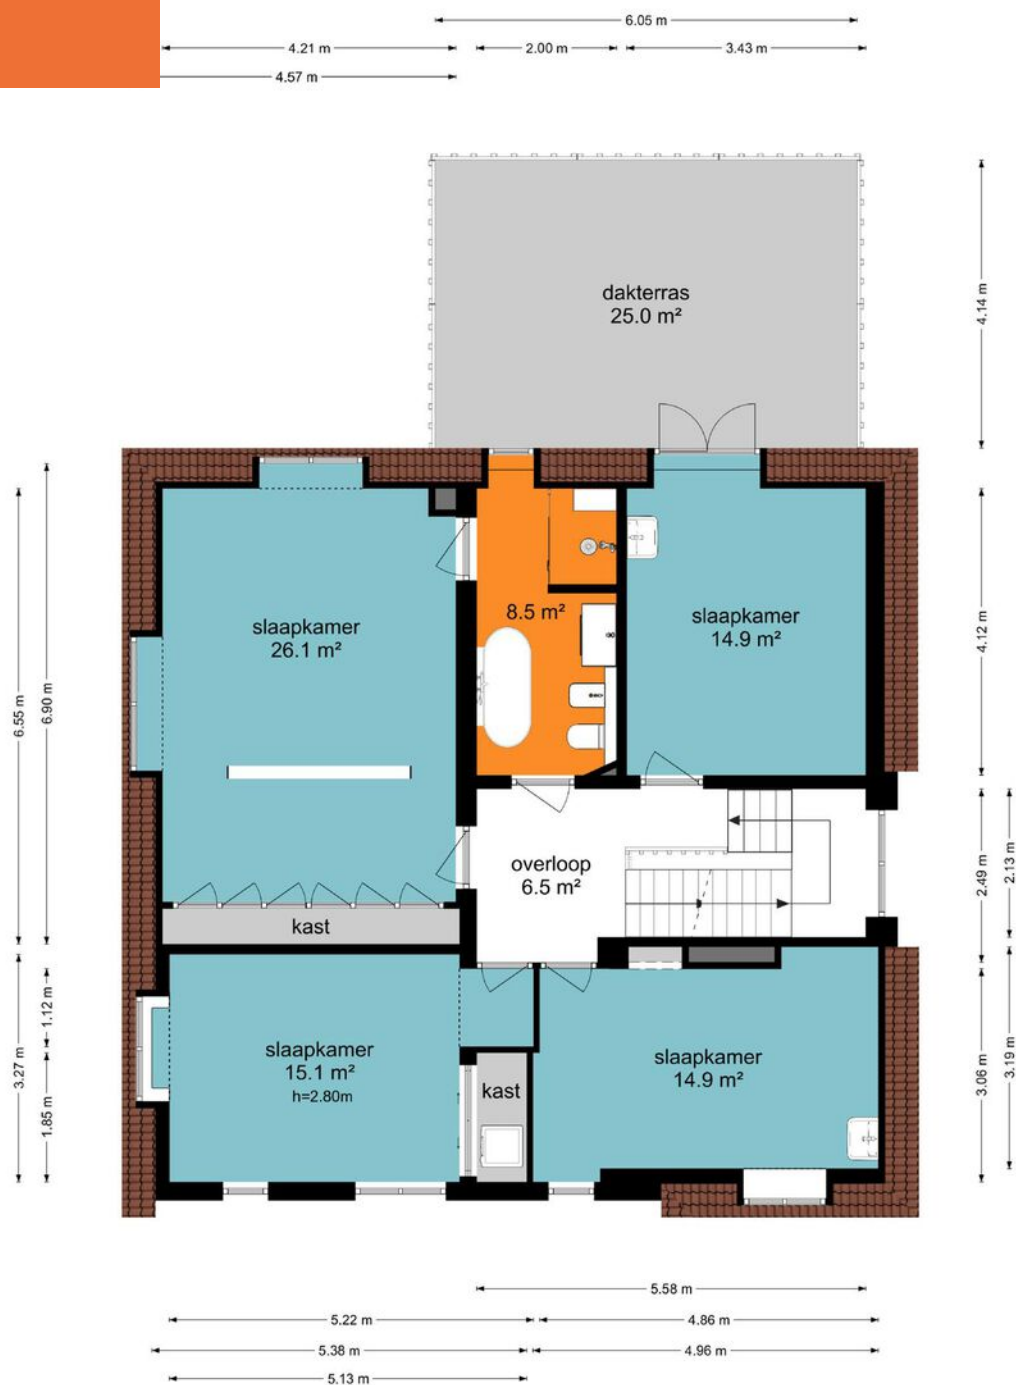 6.05 m
4.21 m
2.00 m
3.43 m
4.57 m
dakterras
25.0 m²
4.14 m
slaapkamer
26.1 m²
8.5 m²
slaapkamer
14.9 m²
4.12 m
6.55 m
6.90 m
overloop
6.5 m²
2.49 m
2.13 m
kast
slaapkamer
15.1 m²
h=2.80m
kast
slaapkamer
14.9 m²
3.27 m
1.12 m
1.85 m
3.06 m
3.19 m
5.58 m
5.22 m
4.86 m
5.38 m
4.96 m
5.13 m